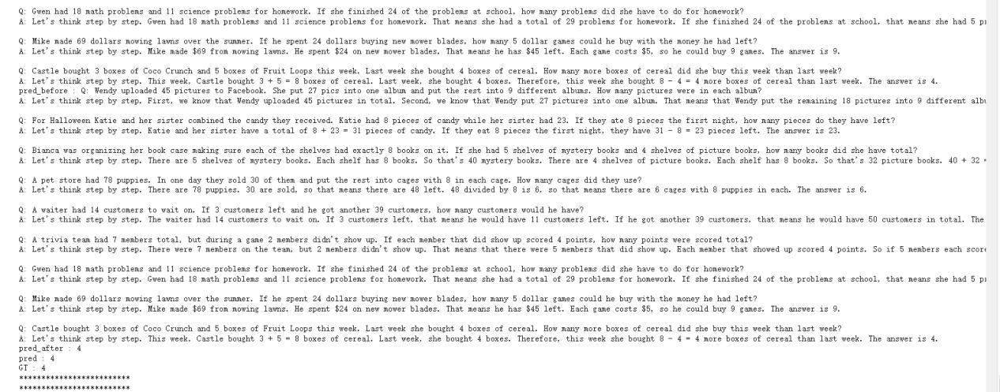 Q: Gwen had 18 math problems and 11 science problems for homework. If she finished 24 of the problems at school, how many problems did she have to do for homework?
A: Let's think step by step. Gwen had 18 math problems and 11 science problems for homework. That means she had a total of 29 problems for homework. If she finished 24 of the problems at school, that means she had 5
Q: Mike made 69 dollars mowing lawns over the summer. If he spent 24 dollars buying new mower blades, how many 5 dollar games could he buy with the money he had left?
A: Let's think step by step. Mike made $69 from mowing lawns. He spent $24 on new mower blades. That means he has $45 left. Each game costs $5, so he could buy 9 games. The answer is 9.
Q: Castle bought 3 boxes of Coco Crunch and 5 boxes of Fruit Loops this week. Last week she bought 4 boxes of cereal. How many more boxes of cereal did she buy this week than last week?
A: Let's think step by step. This week, Castle bought 3 + 5 = 8 boxes of cereal. Last week, she bought 4 boxes. Therefore, this week she bought 8 - 4 = 4 more boxes of cereal than last week. The answer is 4.
pred_before : Q: Wendy uploaded 45 pictures to Facebook. She put 27 pics into one album and put the rest into 9 different albums. How many pictures were in each album?
A: Let's think step by step. First, we know that Wendy uploaded 45 pictures in total. Second, we know that Wendy put 27 pictures into one album. That means that Wendy put the remaining 18 pictures into 9 different
Q: For Halloween Katie and her sister combined the candy they received. Katie had 8 pieces of candy while her sister had 23. If they ate 8 pieces the first night, how many pieces do they have left?
A: Let's think step by step. Katie and her sister have a total of 8 + 23 = 31 pieces of candy. If they eat 8 pieces the first night, they have 31 - 8 = 23 pieces left. The answer is 23.
Q: Bianca was organizing her book case making sure each of the shelves had exactly 8 books on it. If she had 5 shelves of mystery books and 4 shelves of picture books, how many books did she have total?
A: Let's think step by step. There are 5 shelves of mystery books. Each shelf has 8 books. So that's 40 mystery books. There are 4 shelves of picture books. Each shelf has 8 books. So that's 32 picture books. 40 + 32
Q: A pet store had 78 puppies. In one day they sold 30 of them and put the rest into cages with 8 in each cage. How many cages did they use?
A: Let's think step by step. There are 78 puppies. 30 are sold, so that means there are 48 left. 48 divided by 8 is 6, so that means there are 6 cages with 8 puppies in each. The answer is 6.
Q: A waiter had 14 customers to wait on. If 3 customers left and he got another 39 customers, how many customers would he have?
A: Let's think step by step. The waiter had 14 customers to wait on. If 3 customers left, that means he would have 11 customers left. If he got another 39 customers, that means he would have 50 customers in total. The
Q: A trivia team had 7 members total, but during a game 2 members didn't show up. If each member that did show up scored 4 points, how many points were scored total?
A: Let's think step by step. There were 7 members on the team, but 2 members didn't show up. That means that there were 5 members that did show up. Each member that showed up scored 4 points. So if 5 members each
Q: Gwen had 18 math problems and 11 science problems for homework. If she finished 24 of the problems at school, how many problems did she have to do for homework?
A: Let's think step by step. Gwen had 18 math problems and 11 science problems for homework. That means she had a total of 29 problems for homework. If she finished 24 of the problems at school, that means she had 5
Q: Mike made 69 dollars mowing lawns over the summer. If he spent 24 dollars buying new mower blades, how many 5 dollar games could he buy with the money he had left?
A: Let's think step by step. Mike made $69 from mowing lawns. He spent $24 on new mower blades. That means he has $45 left. Each game costs $5, so he could buy 9 games. The answer is 9.
Q: Castle bought 3 boxes of Coco Crunch and 5 boxes of Fruit Loops this week. Last week she bought 4 boxes of cereal. How many more boxes of cereal did she buy this week than last week?
A: Let's think step by step. This week, Castle bought 3 + 5 = 8 boxes of cereal. Last week, she bought 4 boxes. Therefore, this week she bought 8 - 4 = 4 more boxes of cereal than last week. The answer is 4.
pred_after : 4
pred : 4
GT : 4
*************************
*************************